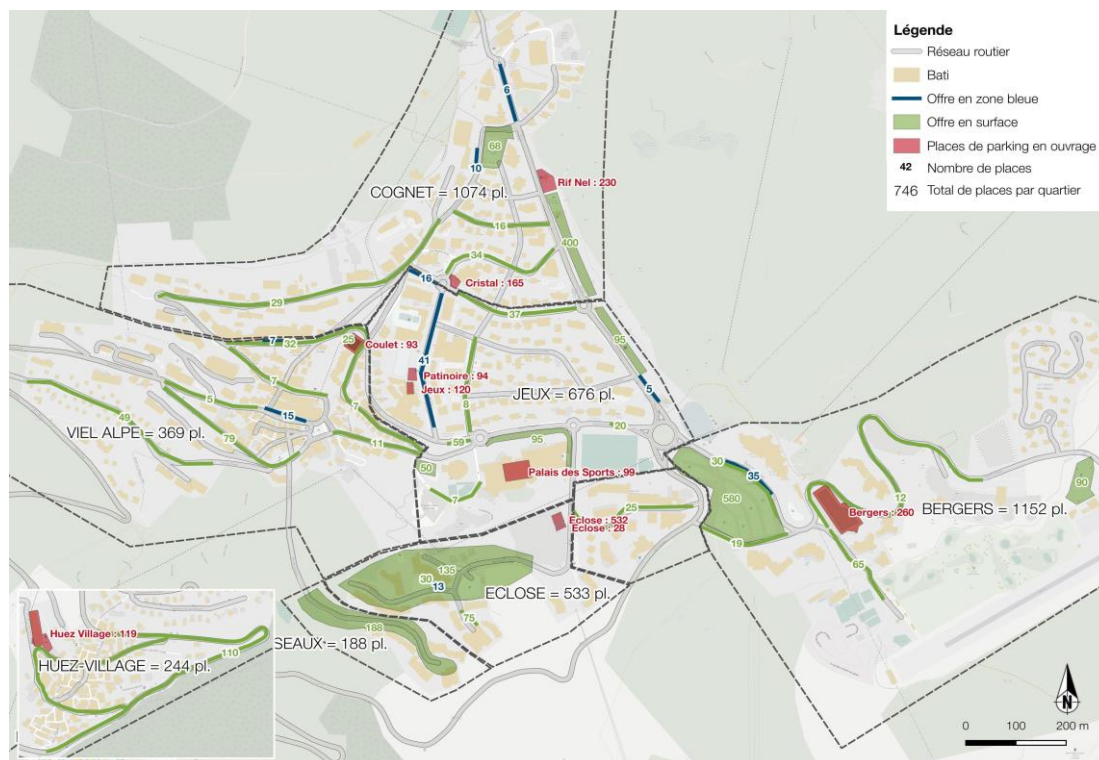 Légende
Réseau routier
Bati
Offre en zone bleue
Offre en surface
Places de parking en ouvrage
42 Nombre de places
746 Total de places par quartier
6
68
10
COGNET = 1074 pl.
Rif Nel : 230
16
400
34
16
Cristal : 165
29
37
7
32
25
Coulet : 93
95
41
Patinoire : 94
Jeux : 120
7
5
JEUX = 676 pl.
5
8
7
49
15
VIEL ALPE = 369 pl.
79
11
59
95
20
50
Palais des Sports : 99
7
30
35
580
90
12
BERGERS = 1152 pl.
Bergers : 260
25
Eclose : 532
Eclose : 28
19
65
135
30
13
ECLOSE = 533 pl.
75
188
SEAUX = 188 pl.
Huez Village : 119
110
HUEZ-VILLAGE = 244 pl.
N
0 100 200 m